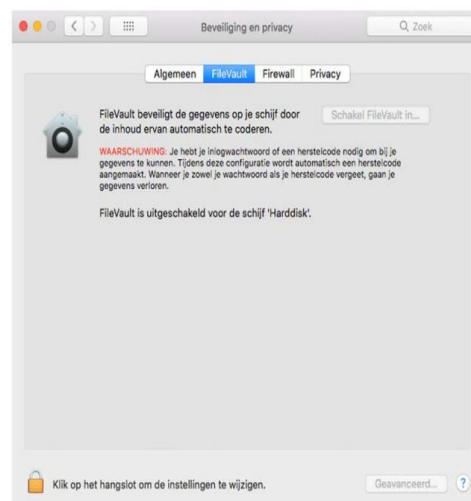 Beveiliging en privacy
Zoek
Algemeen FileVault Firewall Privacy
FileVault beveiligt de gegevens op je schijf door
de inhoud ervan automatisch te coderen.
Schakel FileVault in...
WAARSCHUWING: Je hebt je inlogwachtwoord of een herstelcode nodig om bij je
gegevens te kunnen. Tijdens deze configuratie wordt automatisch een herstelcode
aangemaakt. Wanneer je zowel je wachtwoord als je herstelcode vergeet, gaan je
gegevens verloren.
FileVault is uitgeschakeld voor de schijf 'Harddisk'.
Klik op het hangslot om de instellingen te wijzigen.
Geavanceerd...
?